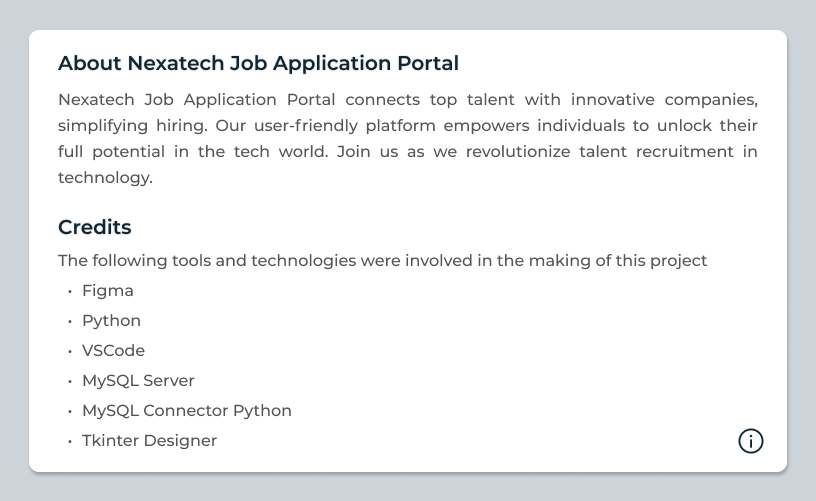 About Nexatech Job Application Portal
Nexatech Job Application Portal connects top talent with innovative companies,
simplifying hiring. Our user-friendly platform empowers individuals to unlock their
full potential in the tech world. Join us as we revolutionize talent recruitment in
technology.
Credits
The following tools and technologies were involved in the making of this project
• Figma
• Python
• VSCode
• MySQL Server
• MySQL Connector Python
• Tkinter Designer